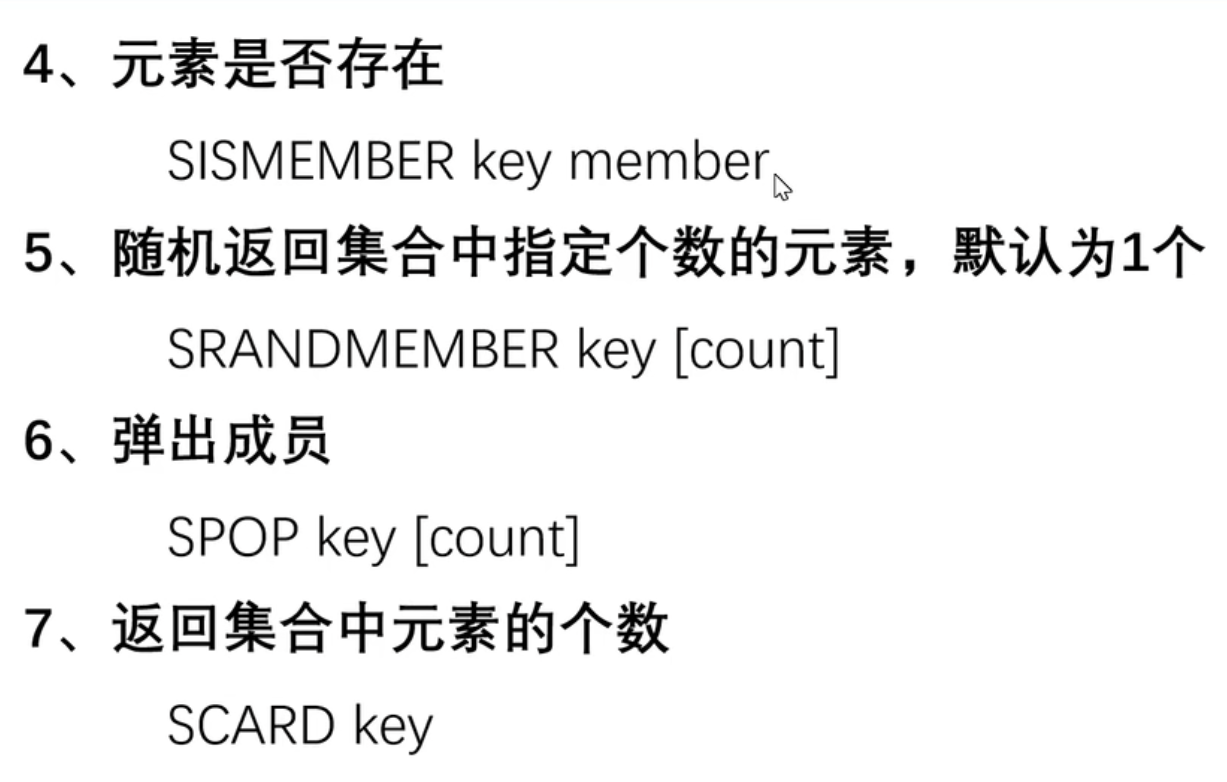 4、元素是否存在
SISMEMBER key member
5、随机返回集合中指定个数的元素，默认为1个
SRANDMEMBER key [count]
6、弹出成员
SPOP key [count]
7、返回集合中元素的个数
SCARD key